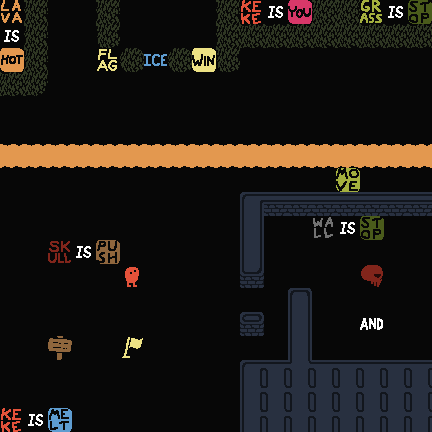 LAVA
IS
HOT
KEKE IS YOU
GRASS IS STOP
FLAG ICE WIN
MOVE
WALL IS STOP
SKULL IS PUSH
AND
KEKE IS MELT